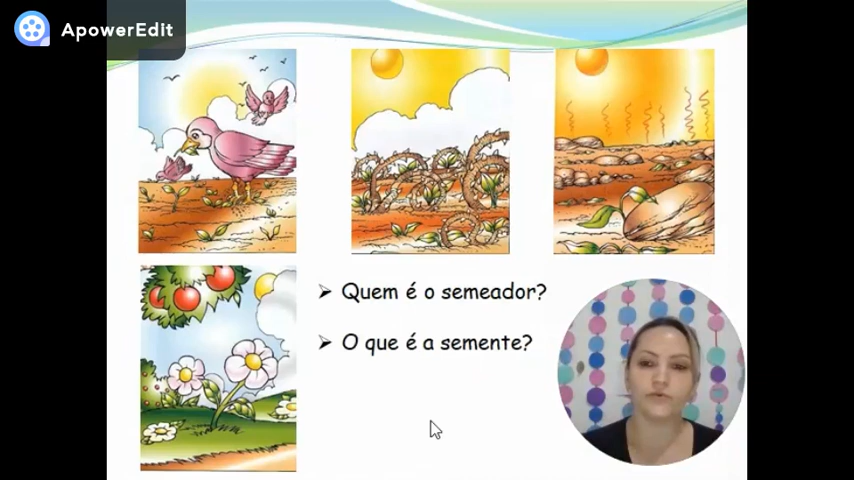 ApowerEdit
➢ Quem é o semeador?
➢ O que é a semente?